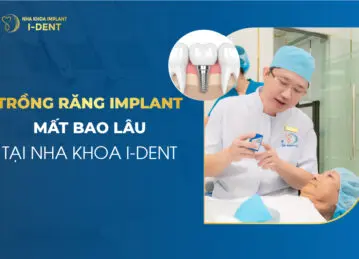 NHA KHOA IMPLANT
I-DENT
TRỒNG RĂNG IMPLANT
MẤT BAO LÂU
TẠI NHA KHOA I-DENT